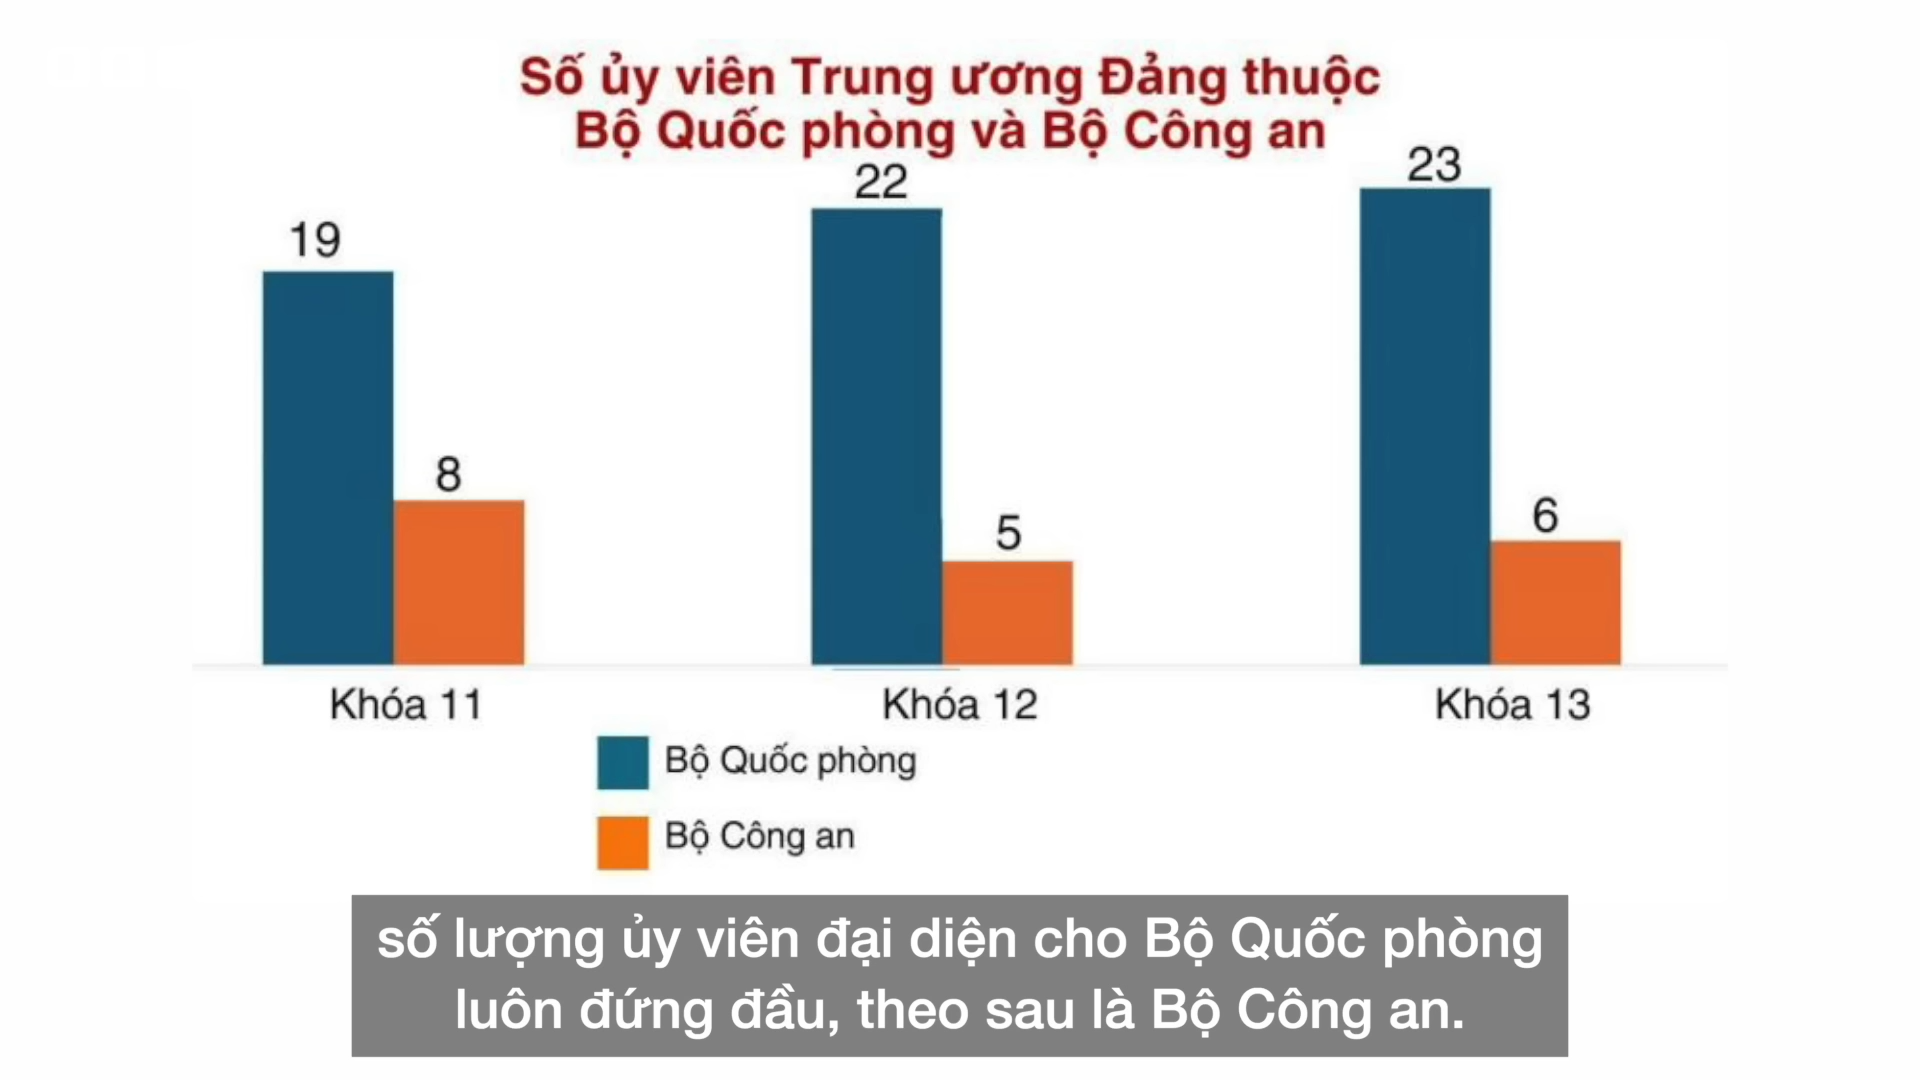 Số ủy viên Trung ương Đảng thuộc
Bộ Quốc phòng và Bộ Công an
19
8
22
5
23
6
Khóa 11
Khóa 12
Khóa 13
Bộ Quốc phòng
Bộ Công an
số lượng ủy viên đại diện cho Bộ Quốc phòng
luôn đứng đầu, theo sau là Bộ Công an.